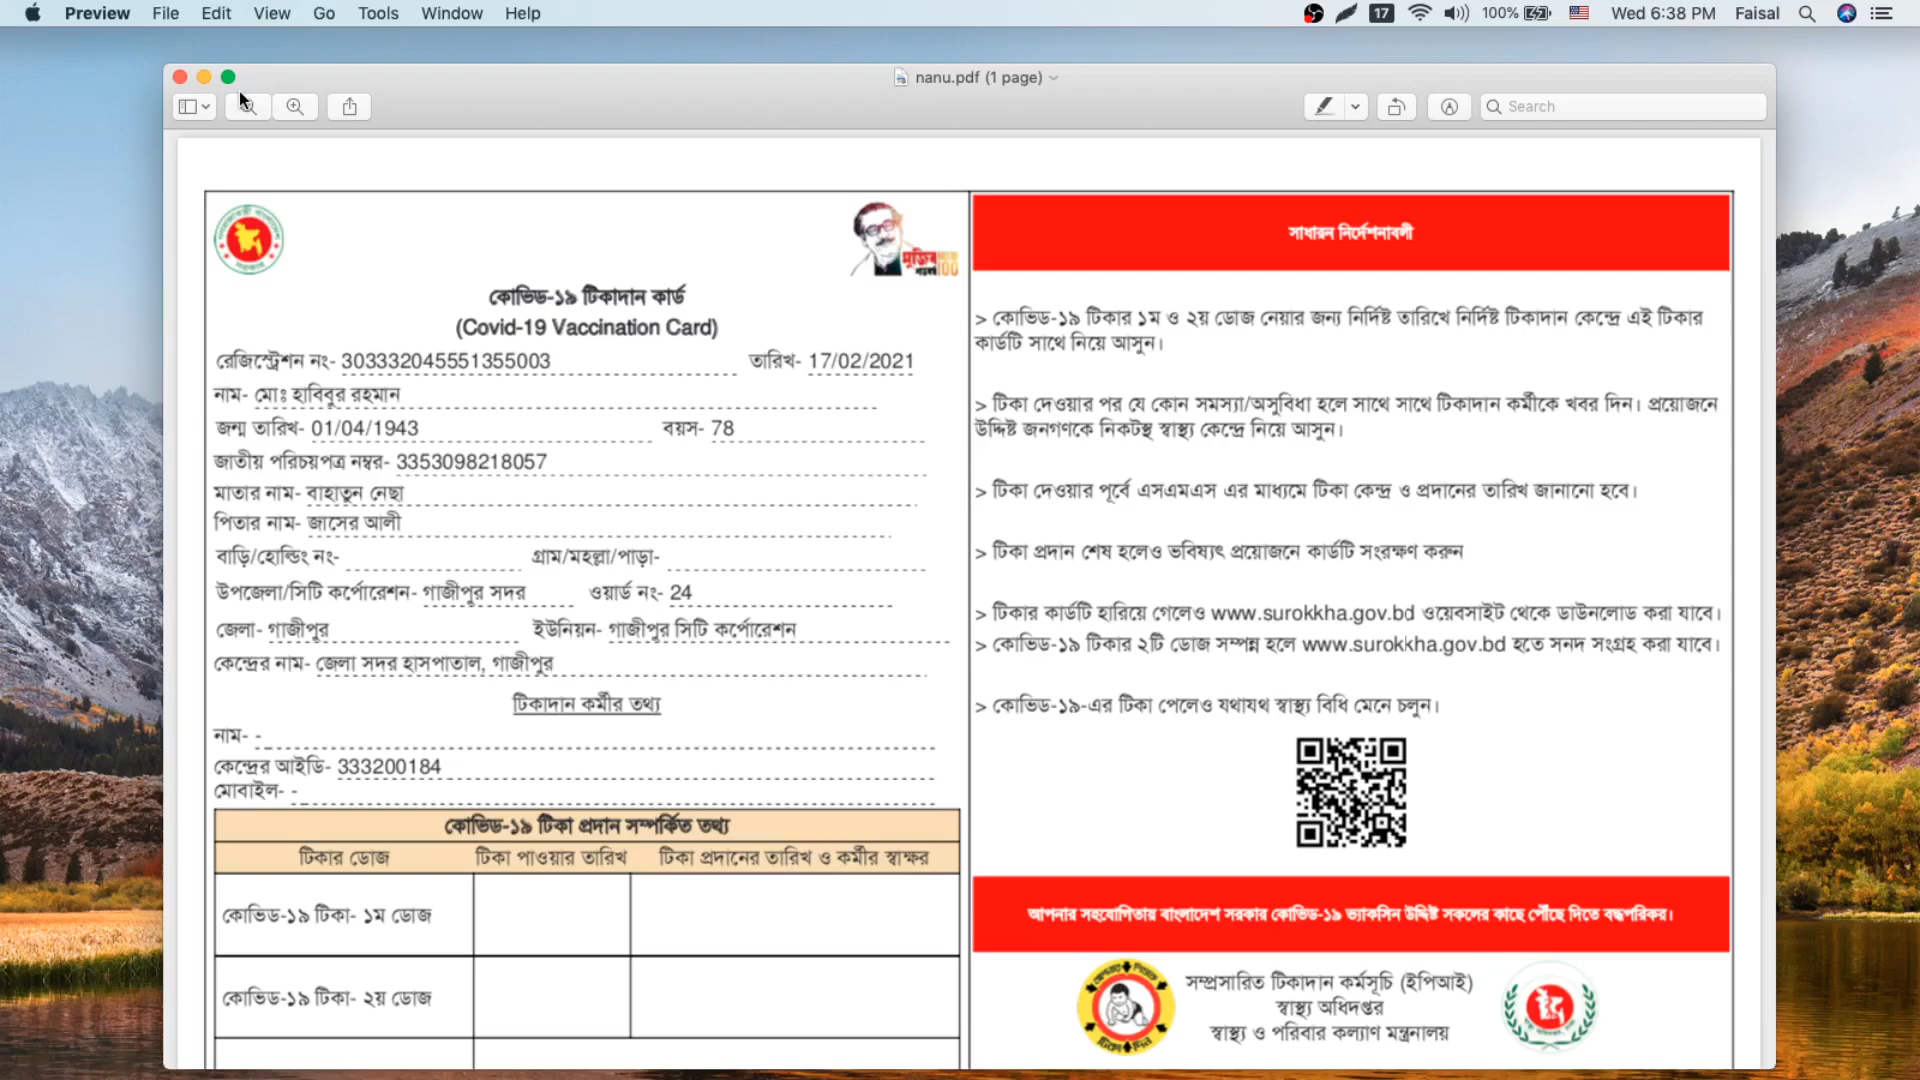 Preview File Edit View Go Tools Window Help
17 100% Wed 6:38 PM Faisal
nanu.pdf (1 page)
Search
কোভিড-১৯ টিকাদান কার্ড
(Covid-19 Vaccination Card)
রেজিস্ট্রেশন নং- 303332045551355003 তারিখ- 17/02/2021
নাম- মোঃ হাবিবুর রহমান
জন্ম তারিখ- 01/04/1943 বয়স- 78
জাতীয় পরিচয়পত্র নম্বর- 3353098218057
মাতার নাম- বাহাতুন নেছা
পিতার নাম- জাসের আলী
বাড়ি/হোল্ডিং নং- গ্রাম/মহল্লা/পাড়া-
উপজেলা/সিটি কর্পোরেশন- গাজীপুর সদর ওয়ার্ড নং- 24
জেলা- গাজীপুর ইউনিয়ন- গাজীপুর সিটি কর্পোরেশন
কেন্দ্রের নাম- জেলা সদর হাসপাতাল, গাজীপুর
টিকাদান কর্মীর তথ্য
নাম- -
কেন্দ্রের আইডি- 333200184
মোবাইল- -
কোভিড-১৯ টিকা প্রদান সম্পর্কিত তথ্য
টিকার ডোজ টিকা পাওয়ার তারিখ টিকা প্রদানের তারিখ ও কর্মীর স্বাক্ষর
কোভিড-১৯ টিকা- ১ম ডোজ
কোভিড-১৯ টিকা- ২য় ডোজ
সাধারন নির্দেশনাবলী
> কোভিড-১৯ টিকার ১ম ও ২য় ডোজ নেয়ার জন্য নির্দিষ্ট তারিখে নির্দিষ্ট টিকাদান কেন্দ্রে এই টিকার
কার্ডটি সাথে নিয়ে আসুন।
> টিকা দেওয়ার পর যে কোন সমস্যা/অসুবিধা হলে সাথে সাথে টিকাদান কর্মীকে খবর দিন। প্রয়োজনে
উদ্দিষ্ট জনগণকে নিকটস্থ স্বাস্থ্য কেন্দ্রে নিয়ে আসুন।
> টিকা দেওয়ার পূর্বে এসএমএস এর মাধ্যমে টিকা কেন্দ্র ও প্রদানের তারিখ জানানো হবে।
> টিকা প্রদান শেষ হলেও ভবিষ্যৎ প্রয়োজনে কার্ডটি সংরক্ষণ করুন
> টিকার কার্ডটি হারিয়ে গেলেও www.surokkha.gov.bd ওয়েবসাইট থেকে ডাউনলোড করা যাবে।
> কোভিড-১৯ টিকার ২টি ডোজ সম্পন্ন হলে www.surokkha.gov.bd হতে সনদ সংগ্রহ করা যাবে।
> কোভিড-১৯-এর টিকা পেলেও যথাযথ স্বাস্থ্য বিধি মেনে চলুন।
আপনার সহযোগিতায় বাংলাদেশ সরকার কোভিড-১৯ ভ্যাকসিন উদ্দিষ্ট সকলের কাছে পৌঁছে দিতে বদ্ধপরিকর।
সম্প্রসারিত টিকাদান কর্মসূচি (ইপিআই)
স্বাস্থ্য অধিদপ্তর
স্বাস্থ্য ও পরিবার কল্যাণ মন্ত্রনালয়